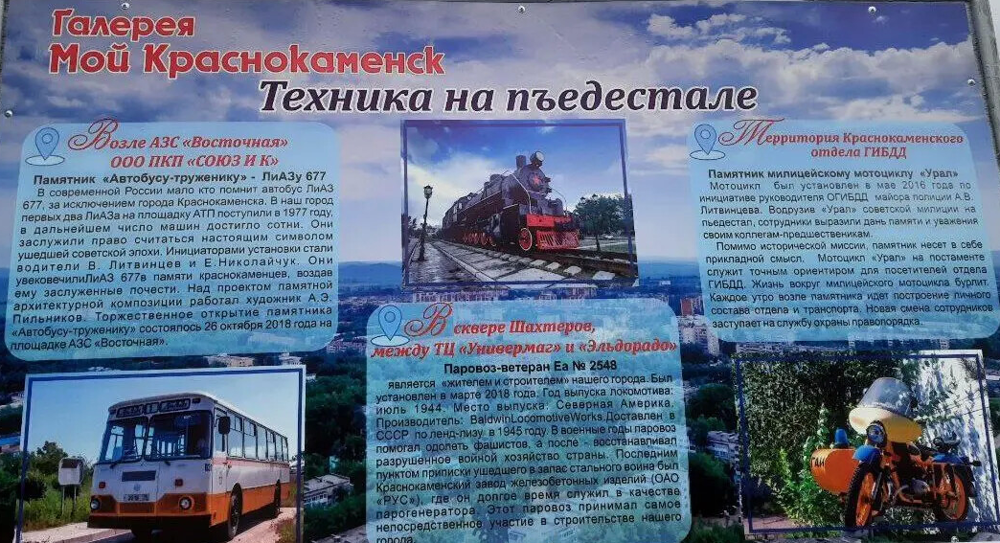 Галерея
Мой Краснокаменск
Техника на пъедестале
Возле АЗС «Восточная»
ООО ПКП «СОЮЗ И К»
Памятник «Автобусу-труженику» - ЛиАЗу 677
В современной России мало кто помнит автобус ЛиАЗ
677, за исключением города Краснокаменска. В наш город
первых два ЛиАЗа на площадку АТП поступили в 1977 году,
в дальнейшем число машин достигло сотни. Они
заслужили право считаться настоящим символом
ушедшей советской эпохи. Инициаторами установки стали
водители В. Литвинцев и Е.Николайчук. Они
увековечилиЛиАЗ 677в памяти краснокаменцев, воздав
ему заслуженные почести. Над проектом памятной
архитектурной композиции работал художник А.Э.
Пильников. Торжественное открытие памятника
«Автобусу-труженику» состоялось 26 октября 2018 года на
площадке АЗС «Восточная».
В сквере Шахтеров,
между ТЦ «Универмаг» и «Эльдорадо»
Паровоз-ветеран Еа № 2548
является «жителем и строителем» нашего города. Был
установлен в марте 2018 года. Год выпуска локомотива:
июль 1944. Место выпуска: Северная Америка.
Производитель: BaldwinLocomotiveWorks.Доставлен в
СССР по ленд-лизу в 1945 году. В военные годы паровоз
помогал одолеть фашистов, а после - восстанавливал
разрушенное войной хозяйство страны. Последним
пунктом приписки ушедшего в запас стального воина был
Краснокаменский завод железобетонных изделий (ОАО
«РУС»), где он долгое время служил в качестве
парогенератора. Этот паровоз принимал самое
непосредственное участие в строительстве нашего
города.
Территория Краснокаменского
отдела ГИБДД
Памятник милицейскому мотоциклу «Урал»
Мотоцикл был установлен в мае 2016 года по
инициативе руководителя ОГИБДД майора полиции А.В.
Литвинцева. Водрузив «Урал» советской милиции на
пьедестал, сотрудники выразили дань памяти и уважения
своим коллегам-предшественникам.
Помимо исторической миссии, памятник несет в себе
прикладной смысл. Мотоцикл «Урал» на постаменте
служит точным ориентиром для посетителей отдела
ГИБДД. Жизнь вокруг милицейского мотоцикла бурлит.
Каждое утро возле памятника идет построение личного
состава отдела и транспорта. Новая смена сотрудников
заступает на службу охраны правопорядка.
ГАИ